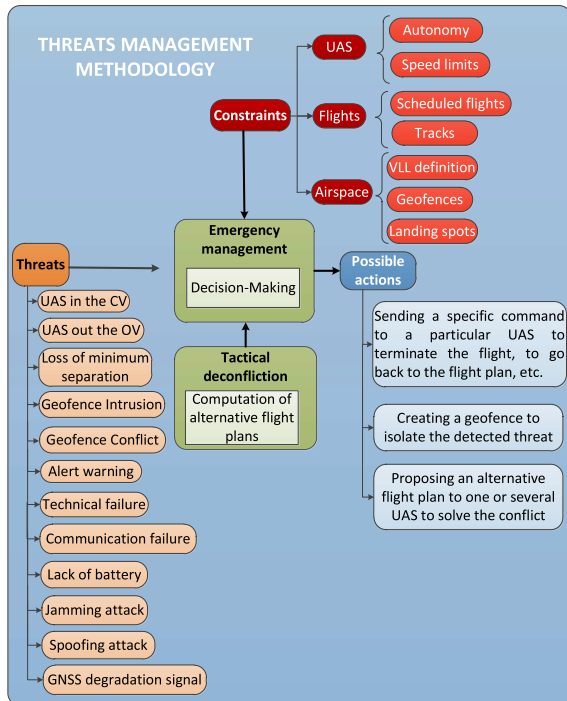 THREATS MANAGEMENT
METHODOLOGY
UAS
Autonomy
Speed limits
Constraints
Flights
Scheduled flights
Tracks
Airspace
VLL definition
Geofences
Landing spots
Emergency
management
Decision-Making
Threats
Possible
actions
UAS in the CV
UAS out the OV
Loss of minimum
separation
Geofence Intrusion
Geofence Conflict
Alert warning
Technical failure
Communication failure
Lack of battery
Jamming attack
Spoofing attack
GNSS degradation signal
Tactical
deconfliction
Computation of
alternative flight
plans
Sending a specific command
to a particular UAS to
terminate the flight, to go
back to the flight plan, etc.
Creating a geofence to
isolate the detected threat
Proposing an alternative
flight plan to one or several
UAS to solve the conflict